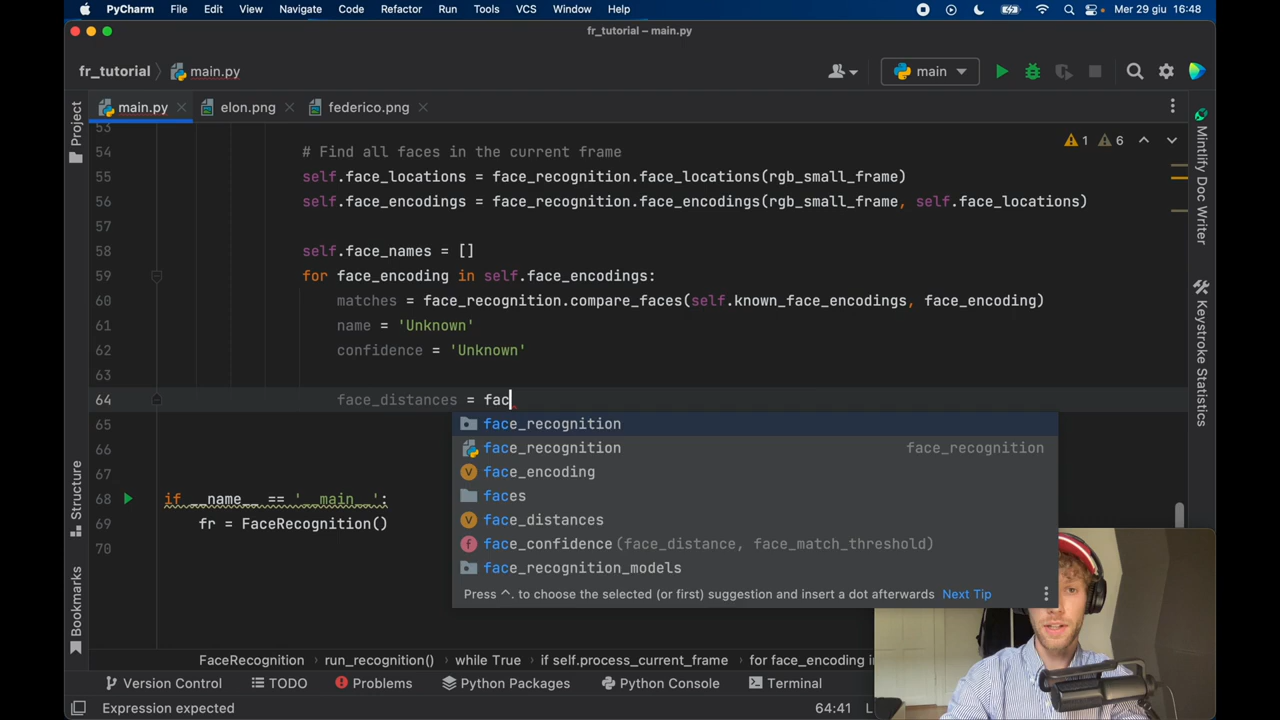 PyCharm File Edit View Navigate Code Refactor Run Tools VCS Window Help Mer 29 giu 16:48
fr_tutorial – main.py
fr_tutorial main.py main
main.py elon.png federico.png
Project
1 6
53
54 # Find all faces in the current frame
55 self.face_locations = face_recognition.face_locations(rgb_small_frame)
56 self.face_encodings = face_recognition.face_encodings(rgb_small_frame, self.face_locations)
57
58 self.face_names = []
59 for face_encoding in self.face_encodings:
60 matches = face_recognition.compare_faces(self.known_face_encodings, face_encoding)
61 name = 'Unknown'
62 confidence = 'Unknown'
63
64 face_distances = fac
face_recognition
65
face_recognition face_recognition
66
face_encoding
67
faces
68 if __name__ == '__main__':
face_distances
69 fr = FaceRecognition()
face_confidence(face_distance, face_match_threshold)
70
face_recognition_models
Press ^. to choose the selected (or first) suggestion and insert a dot afterwards Next Tip
Mintlify Doc Writer
Keystroke Statistics
Structure
Bookmarks
FaceRecognition run_recognition() while True if self.process_current_frame for face_encoding in
Version Control TODO Problems Python Packages Python Console Terminal
Expression expected 64:41 L